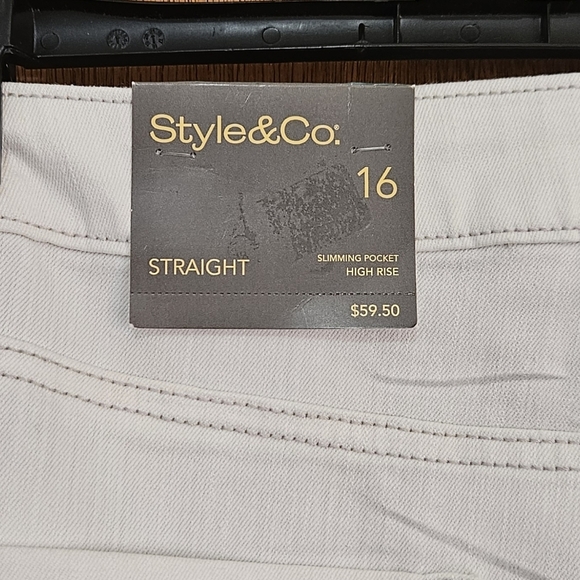 Style&Co.
16
STRAIGHT
SLIMMING POCKET
HIGH RISE
$59.50